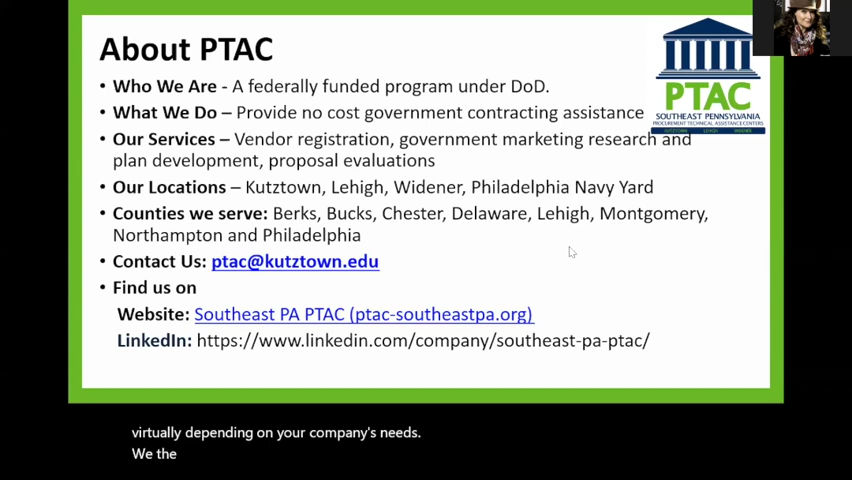 About PTAC
• Who We Are - A federally funded program under DoD.
• What We Do – Provide no cost government contracting assistance
• Our Services – Vendor registration, government marketing research and
plan development, proposal evaluations
• Our Locations – Kutztown, Lehigh, Widener, Philadelphia Navy Yard
• Counties we serve: Berks, Bucks, Chester, Delaware, Lehigh, Montgomery,
Northampton and Philadelphia
• Contact Us: ptac@kutztown.edu
• Find us on
Website: Southeast PA PTAC (ptac-southeastpa.org)
LinkedIn: https://www.linkedin.com/company/southeast-pa-ptac/
PTAC
SOUTHEAST PENNSYLVANIA
PROCUREMENT TECHNICAL ASSISTANCE CENTERS
KUTZTOWN LEHIGH WIDENER
virtually depending on your company's needs.
We the